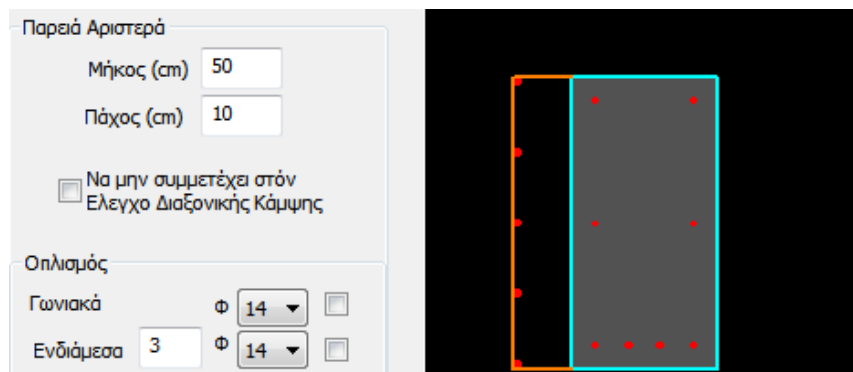 Παρειά Αριστερά
Μήκος (cm) 50
Πάχος (cm) 10
Να μην συμμετέχει στόν
Ελεγχο Διαξονικής Κάμψης
Οπλισμός
Γωνιακά Φ 14
Ενδιάμεσα 3 Φ 14